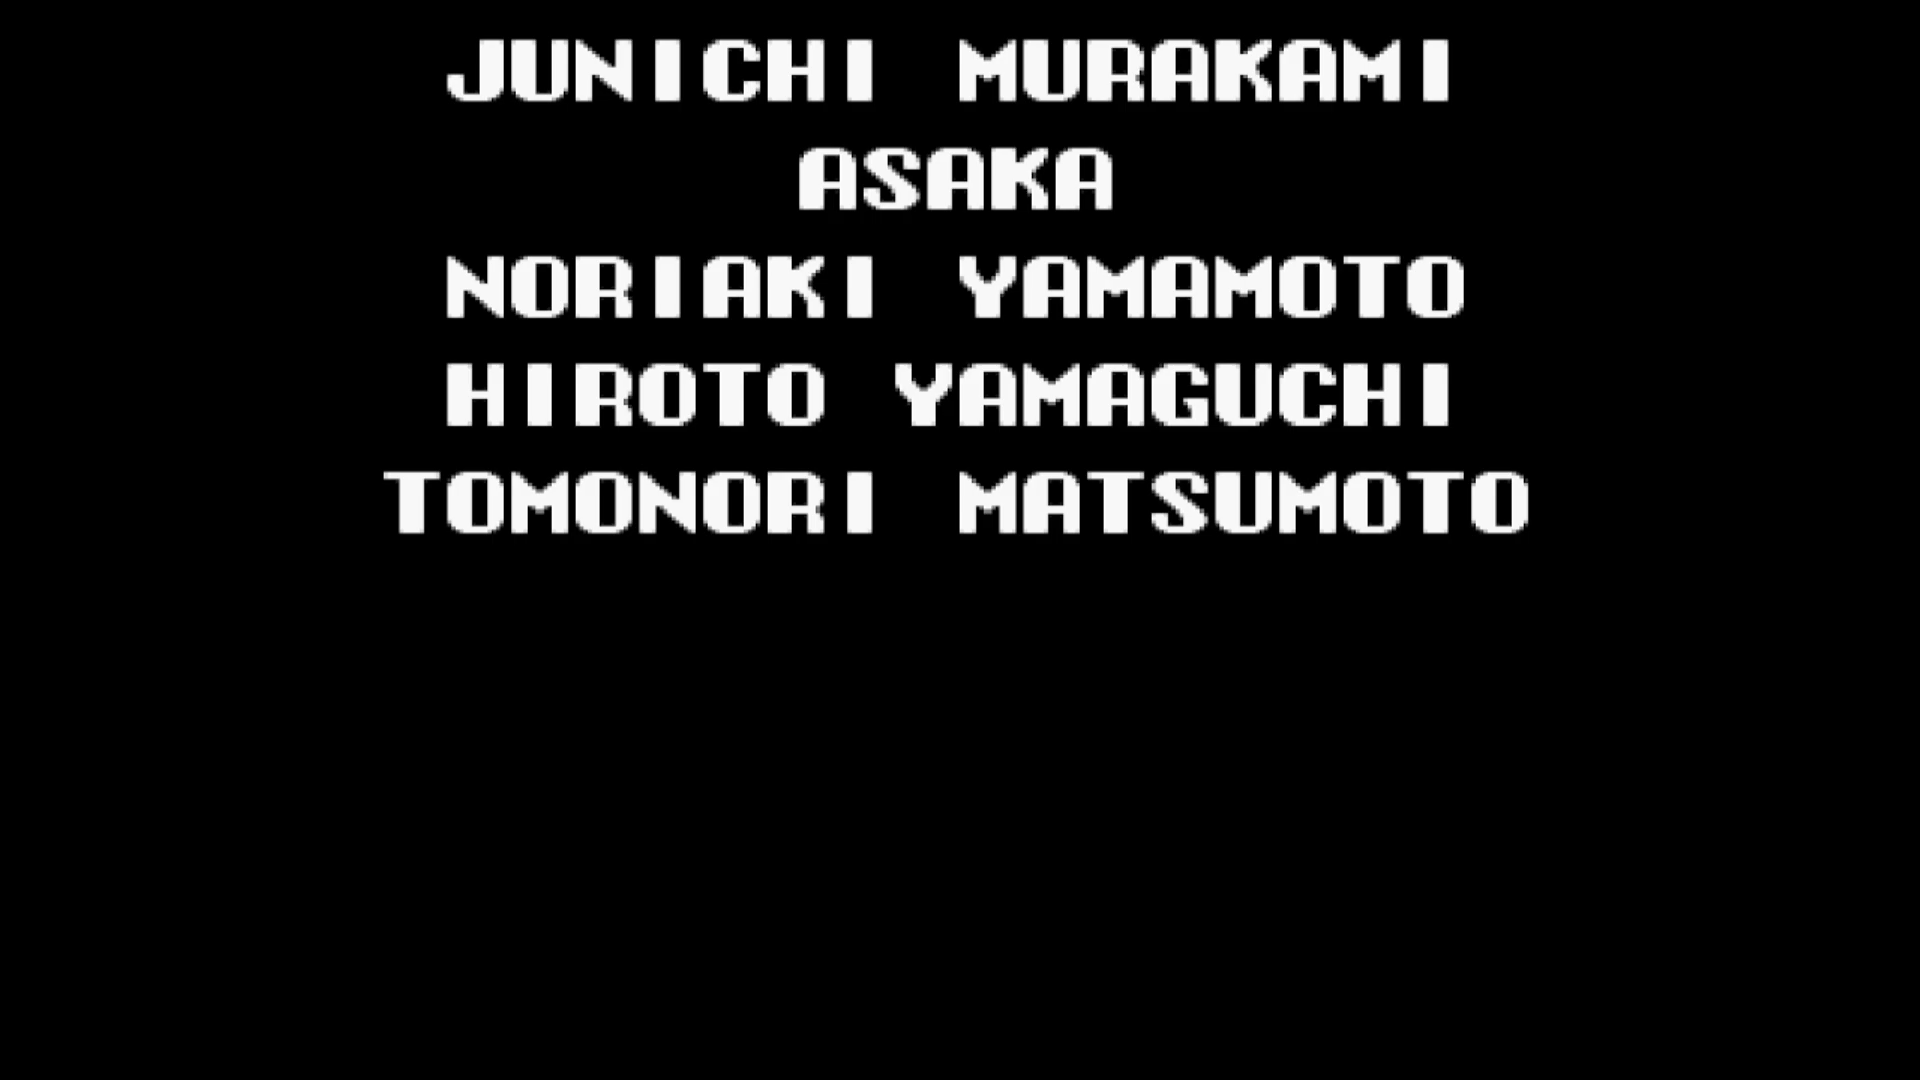 JUNICHI MURAKAMI
ASAKA
NORIAKI YAMAMOTO
HIROTO YAMAGUCHI
TOMONORI MATSUMOTO